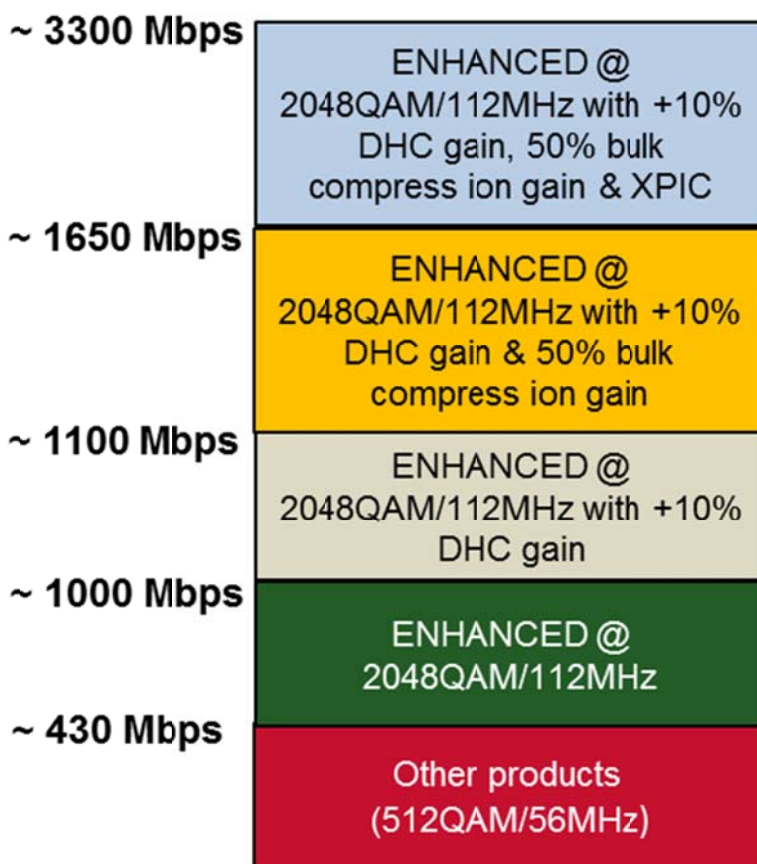 ~ 3300 Mbps
ENHANCED @
2048QAM/112MHz with +10%
DHC gain, 50% bulk
compress ion gain & XPIC
~ 1650 Mbps
ENHANCED @
2048QAM/112MHz with +10%
DHC gain & 50% bulk
compress ion gain
~ 1100 Mbps
ENHANCED @
2048QAM/112MHz with +10%
DHC gain
~ 1000 Mbps
ENHANCED @
2048QAM/112MHz
~ 430 Mbps
Other products
(512QAM/56MHz)